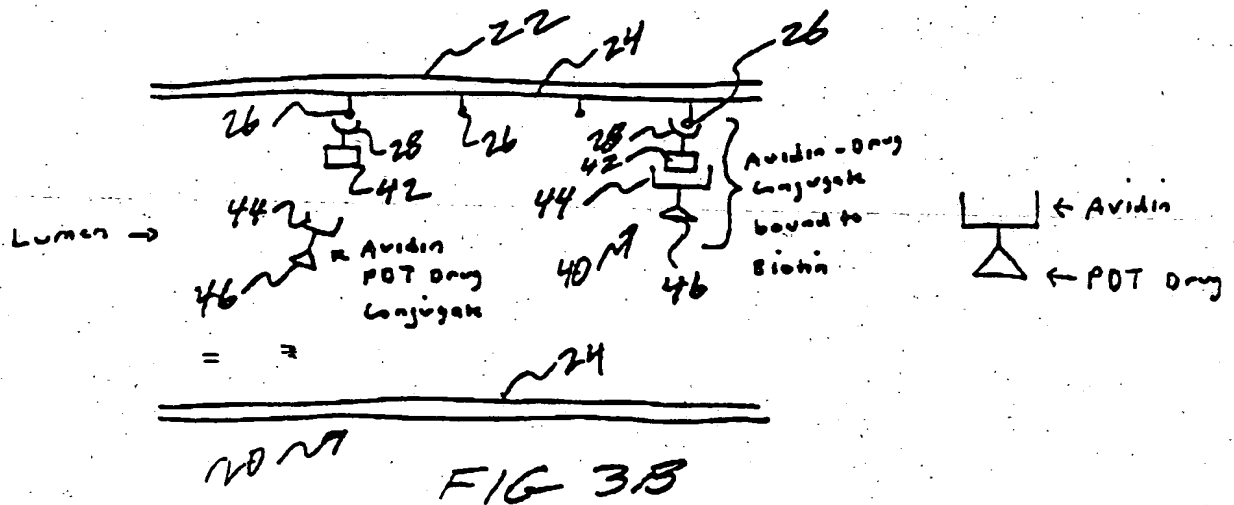 22
24
26
26
28
26
28
42
42
Avidin-Drug
Conjugate
bound to
Biotin
44
44
Lumen →
Avidin
PDT Drug
Conjugate
46
40
46
← Avidin
← PDT Drug
= =
24
20
FIG 3B